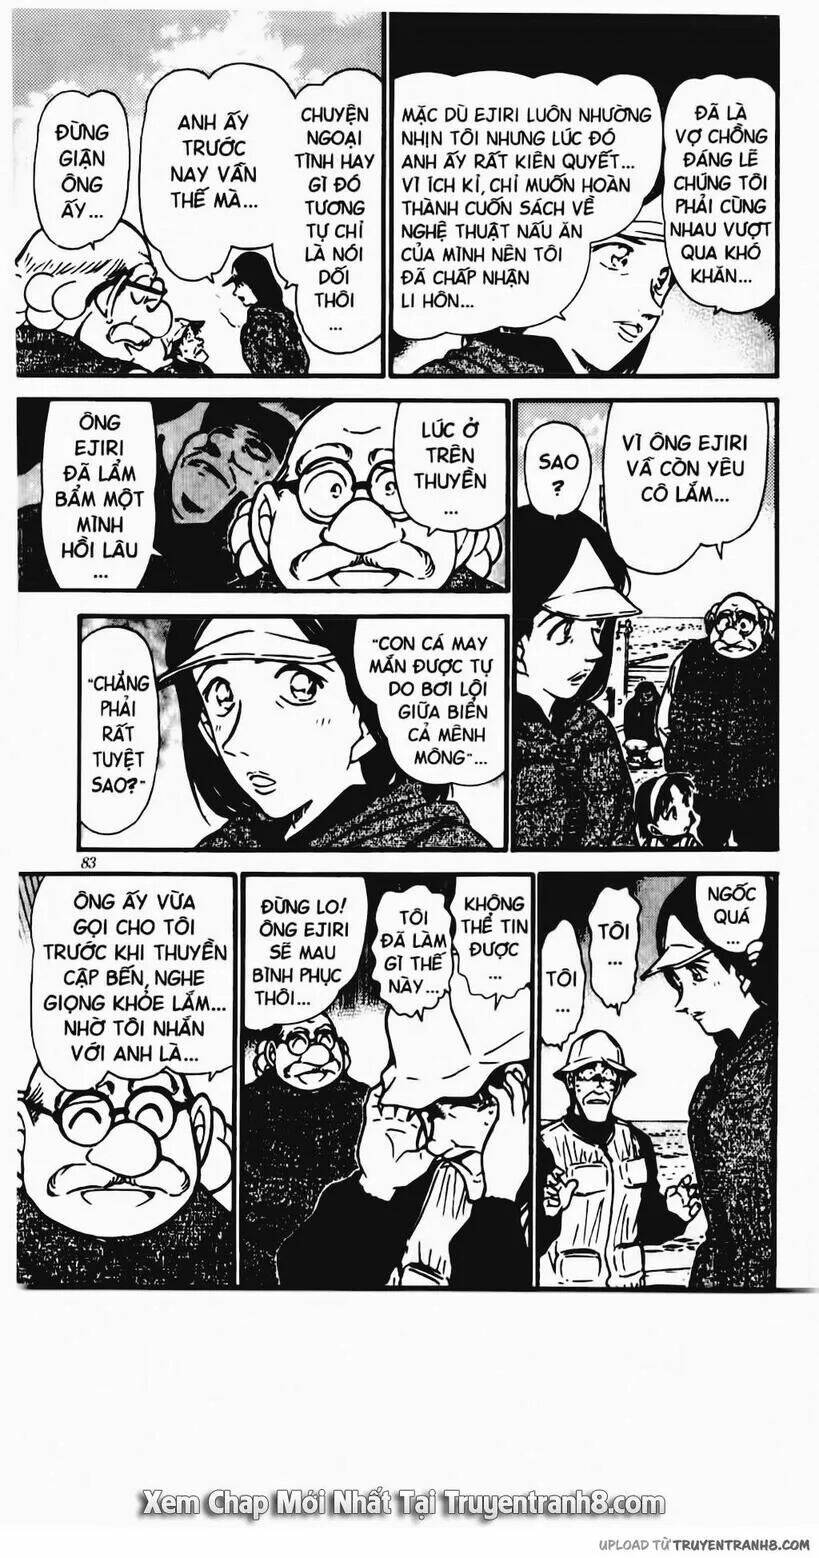 ĐÃ LÀ
VỢ CHỒNG
ĐÁNG LẼ
CHÚNG TÔI
PHẢI CÙNG
NHAU VƯỢT
QUA KHÓ
KHĂN...
MẶC DÙ EJIRI LUÔN NHƯỜNG
NHỊN TÔI NHƯNG LÚC ĐÓ
ANH ẤY RẤT KIÊN QUYẾT...
VÌ ÍCH KỈ, CHỈ MUỐN HOÀN
THÀNH CUỐN SÁCH VỀ
NGHỆ THUẬT NẤU ĂN
CỦA MÌNH NÊN TÔI
ĐÃ CHẤP NHẬN
LI HÔN...
CHUYỆN
NGOẠI
TÌNH HAY
GÌ ĐÓ
TƯƠNG
TỰ CHỈ
LÀ NÓI
DỐI
THÔI
...
ANH ẤY
TRƯỚC
NAY VẪN
THẾ MÀ...
ĐỪNG
GIẬN
ÔNG
ẤY...
VÌ ÔNG EJIRI
VẪ CÒN YÊU
CÔ LẮM...
SAO
?
LÚC Ở
TRÊN
THUYỀN
...
ÔNG
EJIRI
ĐÃ LẨM
BẨM MỘT
MÌNH
HỒI LÂU
...
"CON CÁ MAY
MẮN ĐƯỢC TỰ
DO BƠI LỘI
GIỮA BIỂN
CẢ MÊNH
MÔNG"...
"CHẲNG
PHẢI
RẤT
TUYỆT
SAO?"
83
NGỐC
QUÁ
...
TÔI
...
TÔI
...
KHÔNG
THỂ TIN
ĐƯỢC
...
TÔI
ĐÃ LÀM
GÌ THẾ
NÀY...
ĐỪNG LO!
ÔNG EJIRI
SẼ MAU
BÌNH PHỤC
THÔI...
ÔNG ẤY VỪA
GỌI CHO TÔI
TRƯỚC KHI THUYỀN
CẬP BẾN, NGHE
GIỌNG KHỎE LẮM...
NHỜ TÔI NHẮN
VỚI ANH LÀ...
Xem Chap Mới Nhất Tại Truyentranh8.com
UPLOAD TỪ TRUYENTRANH8.COM